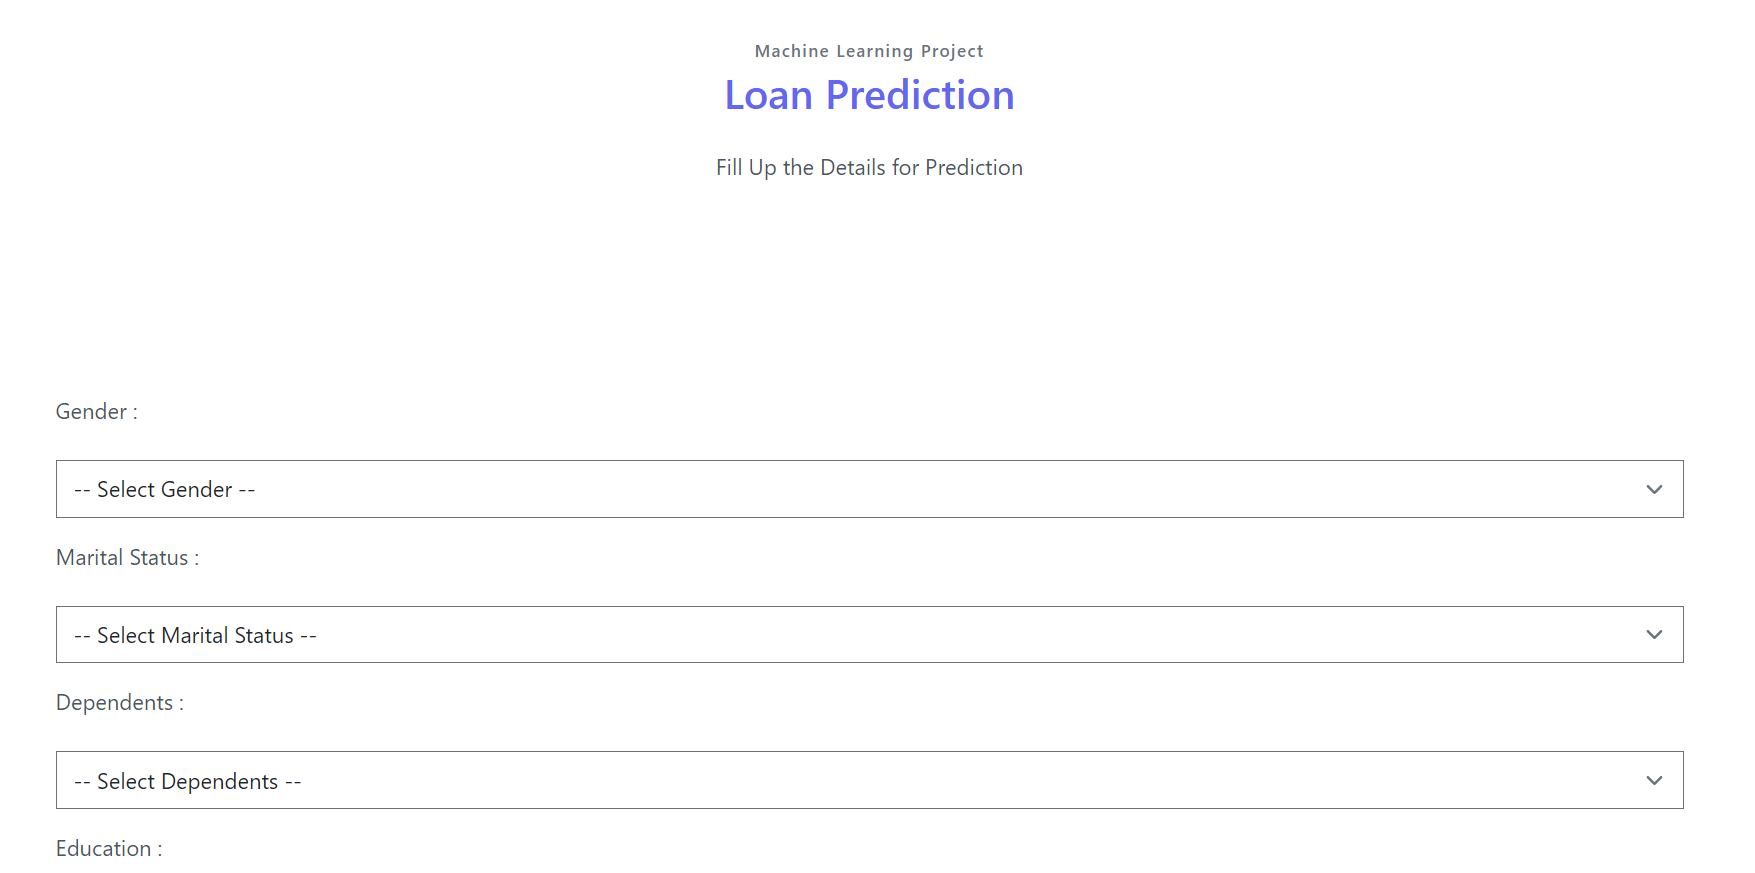 Machine Learning Project
Loan Prediction
Fill Up the Details for Prediction
Gender :
-- Select Gender --
Marital Status :
-- Select Marital Status --
Dependents :
-- Select Dependents --
Education :